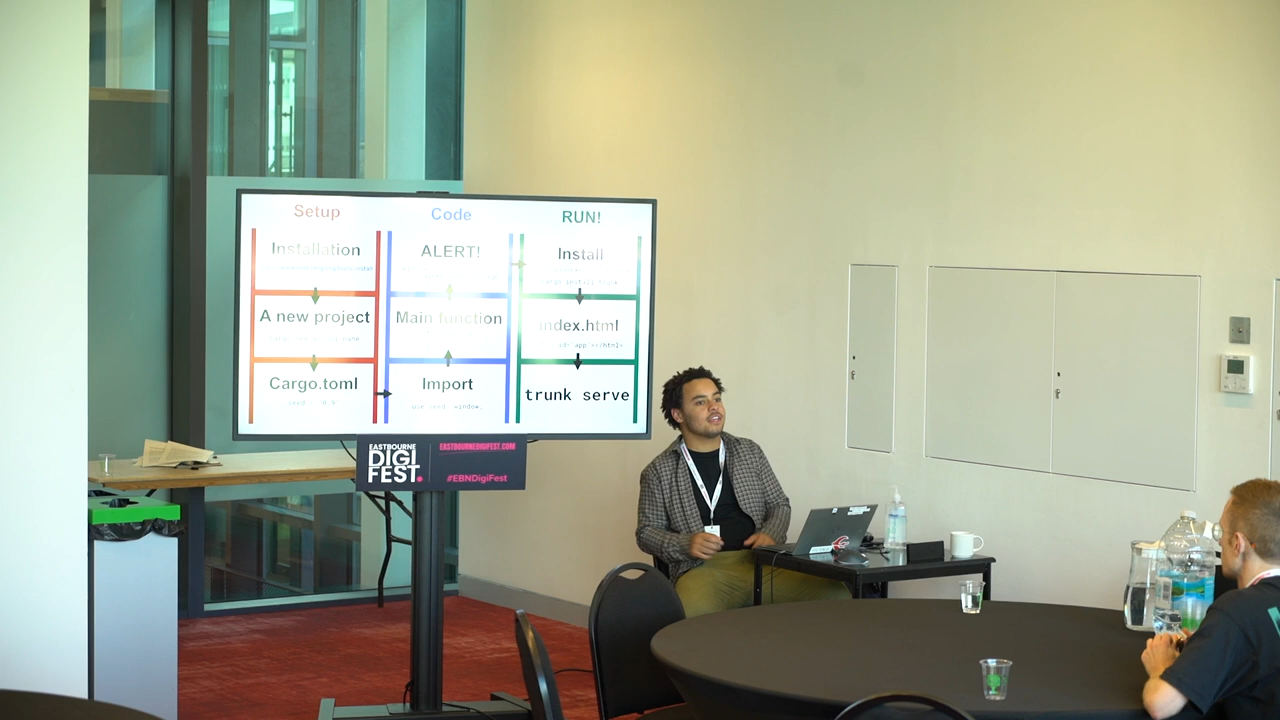 Setup
Installation
A new project
Cargo.toml
Code
ALERT!
Main function
Import
RUN!
Install
index.html
trunk serve
EASTBOURNE
DIGI
FEST.
EASTBOURNEDIGIFEST.COM
#EBNDigiFest